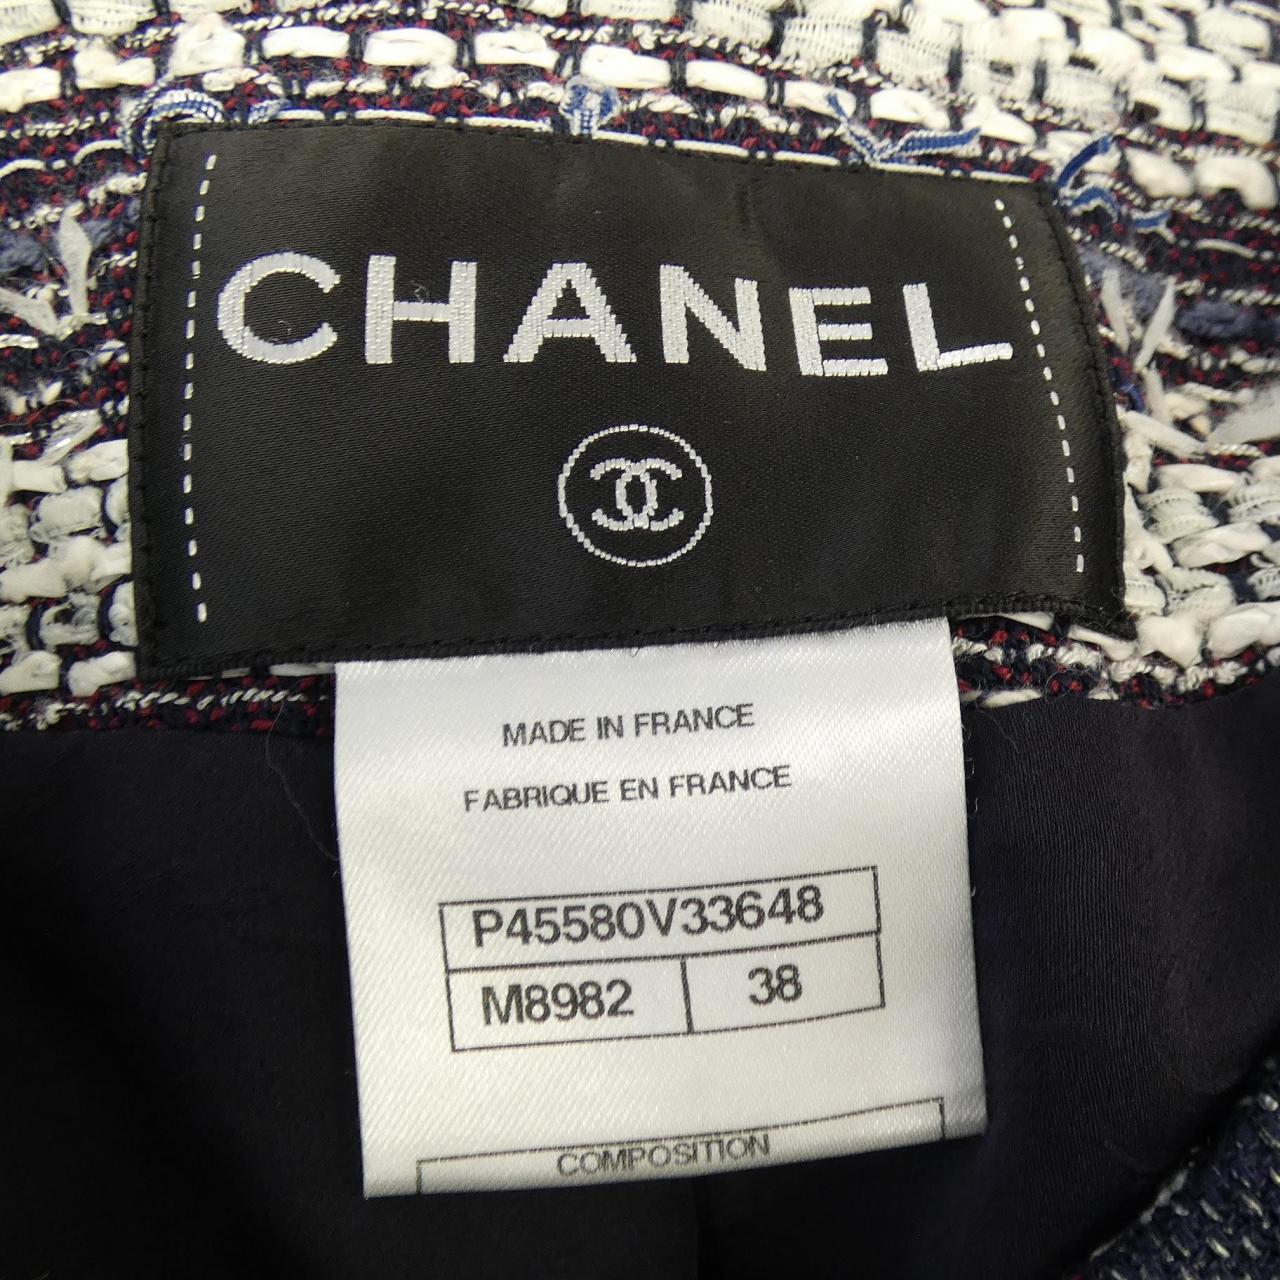 CHANEL
MADE IN FRANCE
FABRIQUE EN FRANCE
P45580V33648
M8982 38
COMPOSITION